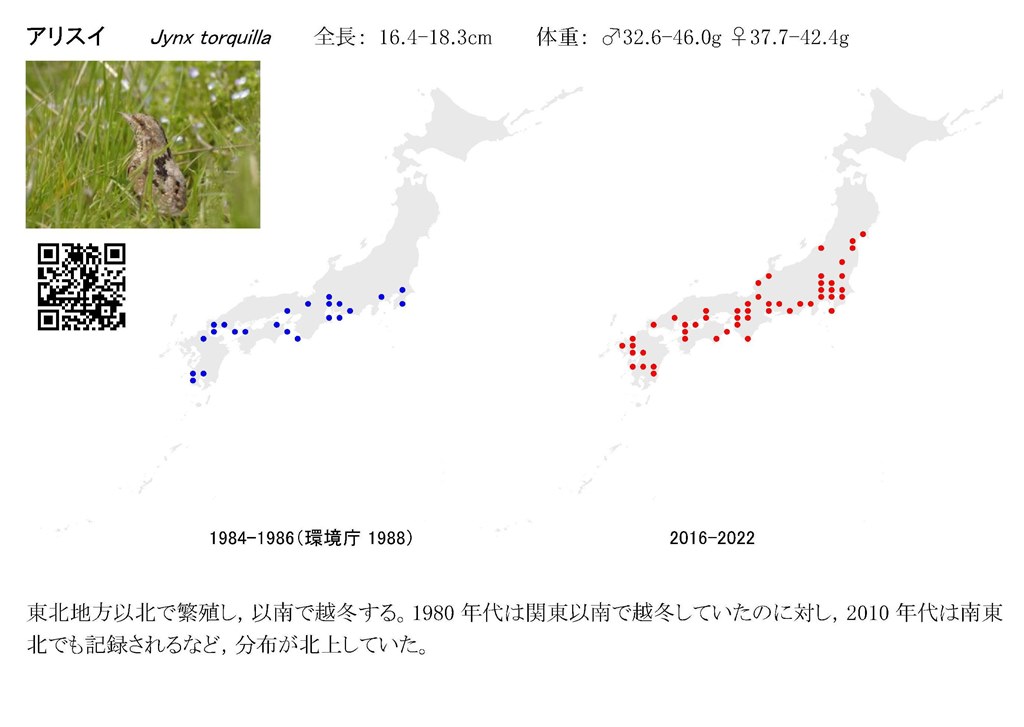 アリスイ Jynx torquilla 全長: 16.4-18.3cm 体重: ♂32.6-46.0g ♀37.7-42.4g
1984-1986（環境庁 1988） 2016-2022
東北地方以北で繁殖し，以南で越冬する。1980 年代は関東以南で越冬していたのに対し，2010 年代は南東
北でも記録されるなど，分布が北上していた。